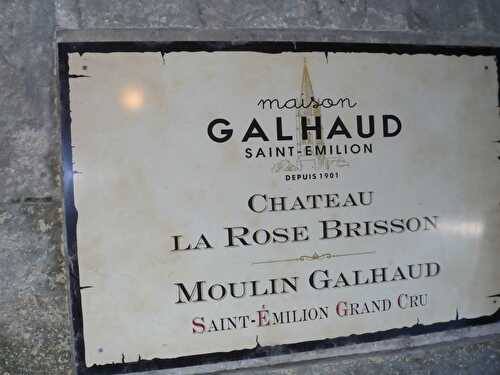 maison
GALHAUD
SAINT-EMILION
DEPUIS 1901
CHATEAU
LA ROSE BRISSON
MOULIN GALHAUD
SAINT-ÉMILION GRAND CRU